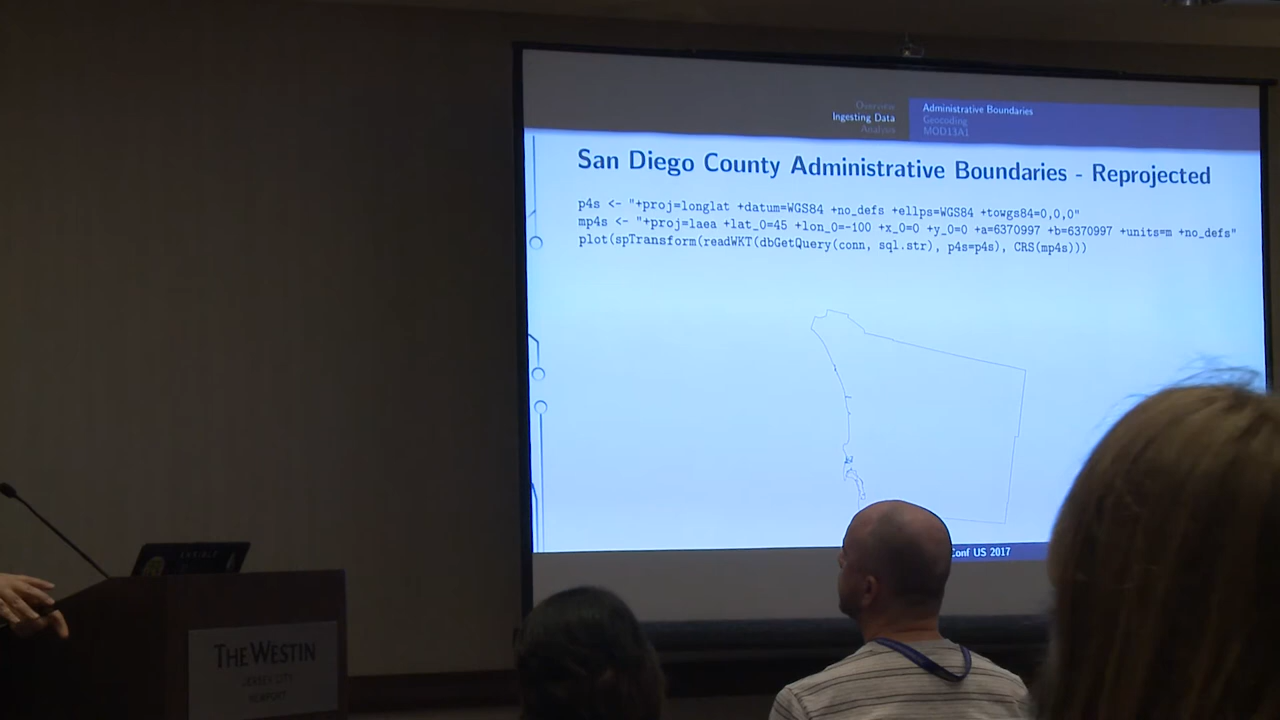 Overview
Ingesting Data
Analysis
Administrative Boundaries
Geocoding
MOD13A1
San Diego County Administrative Boundaries - Reprojected
p4s <- "+proj=longlat +datum=WGS84 +no_defs +ellps=WGS84 +towgs84=0,0,0"
mp4s <- "+proj=laea +lat_0=45 +lon_0=-100 +x_0=0 +y_0=0 +a=6370997 +b=6370997 +units=m +no_defs"
plot(spTransform(readWKT(dbGetQuery(conn, sql.str), p4s=p4s), CRS(mp4s)))
Conf US 2017
THE WESTIN
JERSEY CITY
NEWPORT